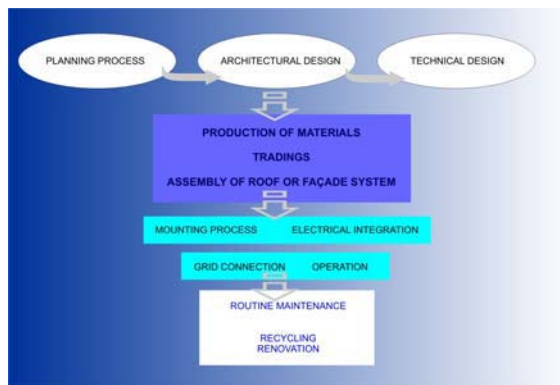 PLANNING PROCESS ARCHITECTURAL DESIGN TECHNICAL DESIGN
PRODUCTION OF MATERIALS
TRADINGS
ASSEMBLY OF ROOF OR FAÇADE SYSTEM
MOUNTING PROCESS ELECTRICAL INTEGRATION
GRID CONNECTION OPERATION
ROUTINE MAINTENANCE
RECYCLING
RENOVATION